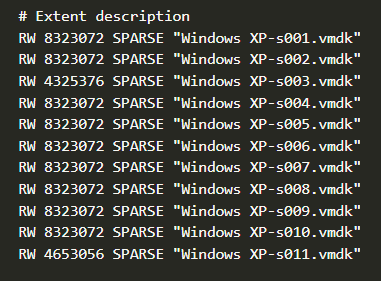 # Extent description
RW 8323072 SPARSE "Windows XP-s001.vmdk"
RW 8323072 SPARSE "Windows XP-s002.vmdk"
RW 4325376 SPARSE "Windows XP-s003.vmdk"
RW 8323072 SPARSE "Windows XP-s004.vmdk"
RW 8323072 SPARSE "Windows XP-s005.vmdk"
RW 8323072 SPARSE "Windows XP-s006.vmdk"
RW 8323072 SPARSE "Windows XP-s007.vmdk"
RW 8323072 SPARSE "Windows XP-s008.vmdk"
RW 8323072 SPARSE "Windows XP-s009.vmdk"
RW 8323072 SPARSE "Windows XP-s010.vmdk"
RW 4653056 SPARSE "Windows XP-s011.vmdk"